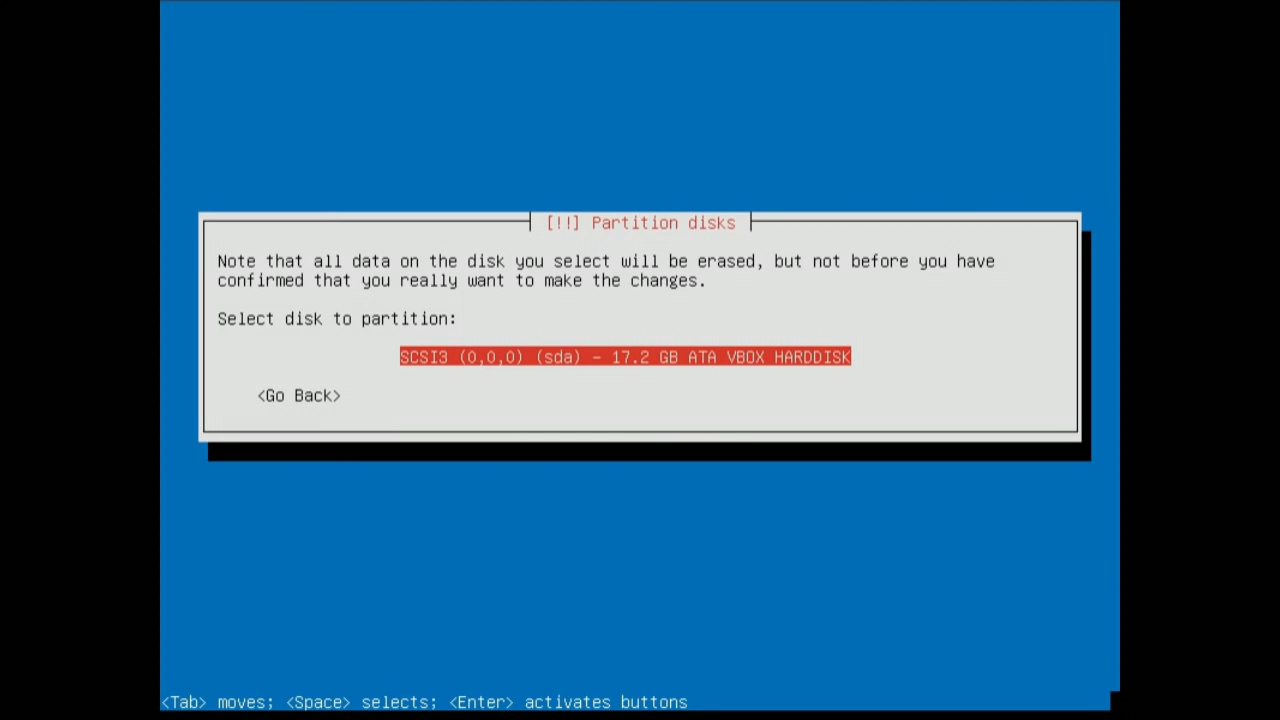 [!!] Partition disks
Note that all data on the disk you select will be erased, but not before you have
confirmed that you really want to make the changes.
Select disk to partition:
SCSI3 (0,0,0) (sda) - 17.2 GB ATA VBOX HARDDISK
<Go Back>
<Tab> moves; <Space> selects; <Enter> activates buttons